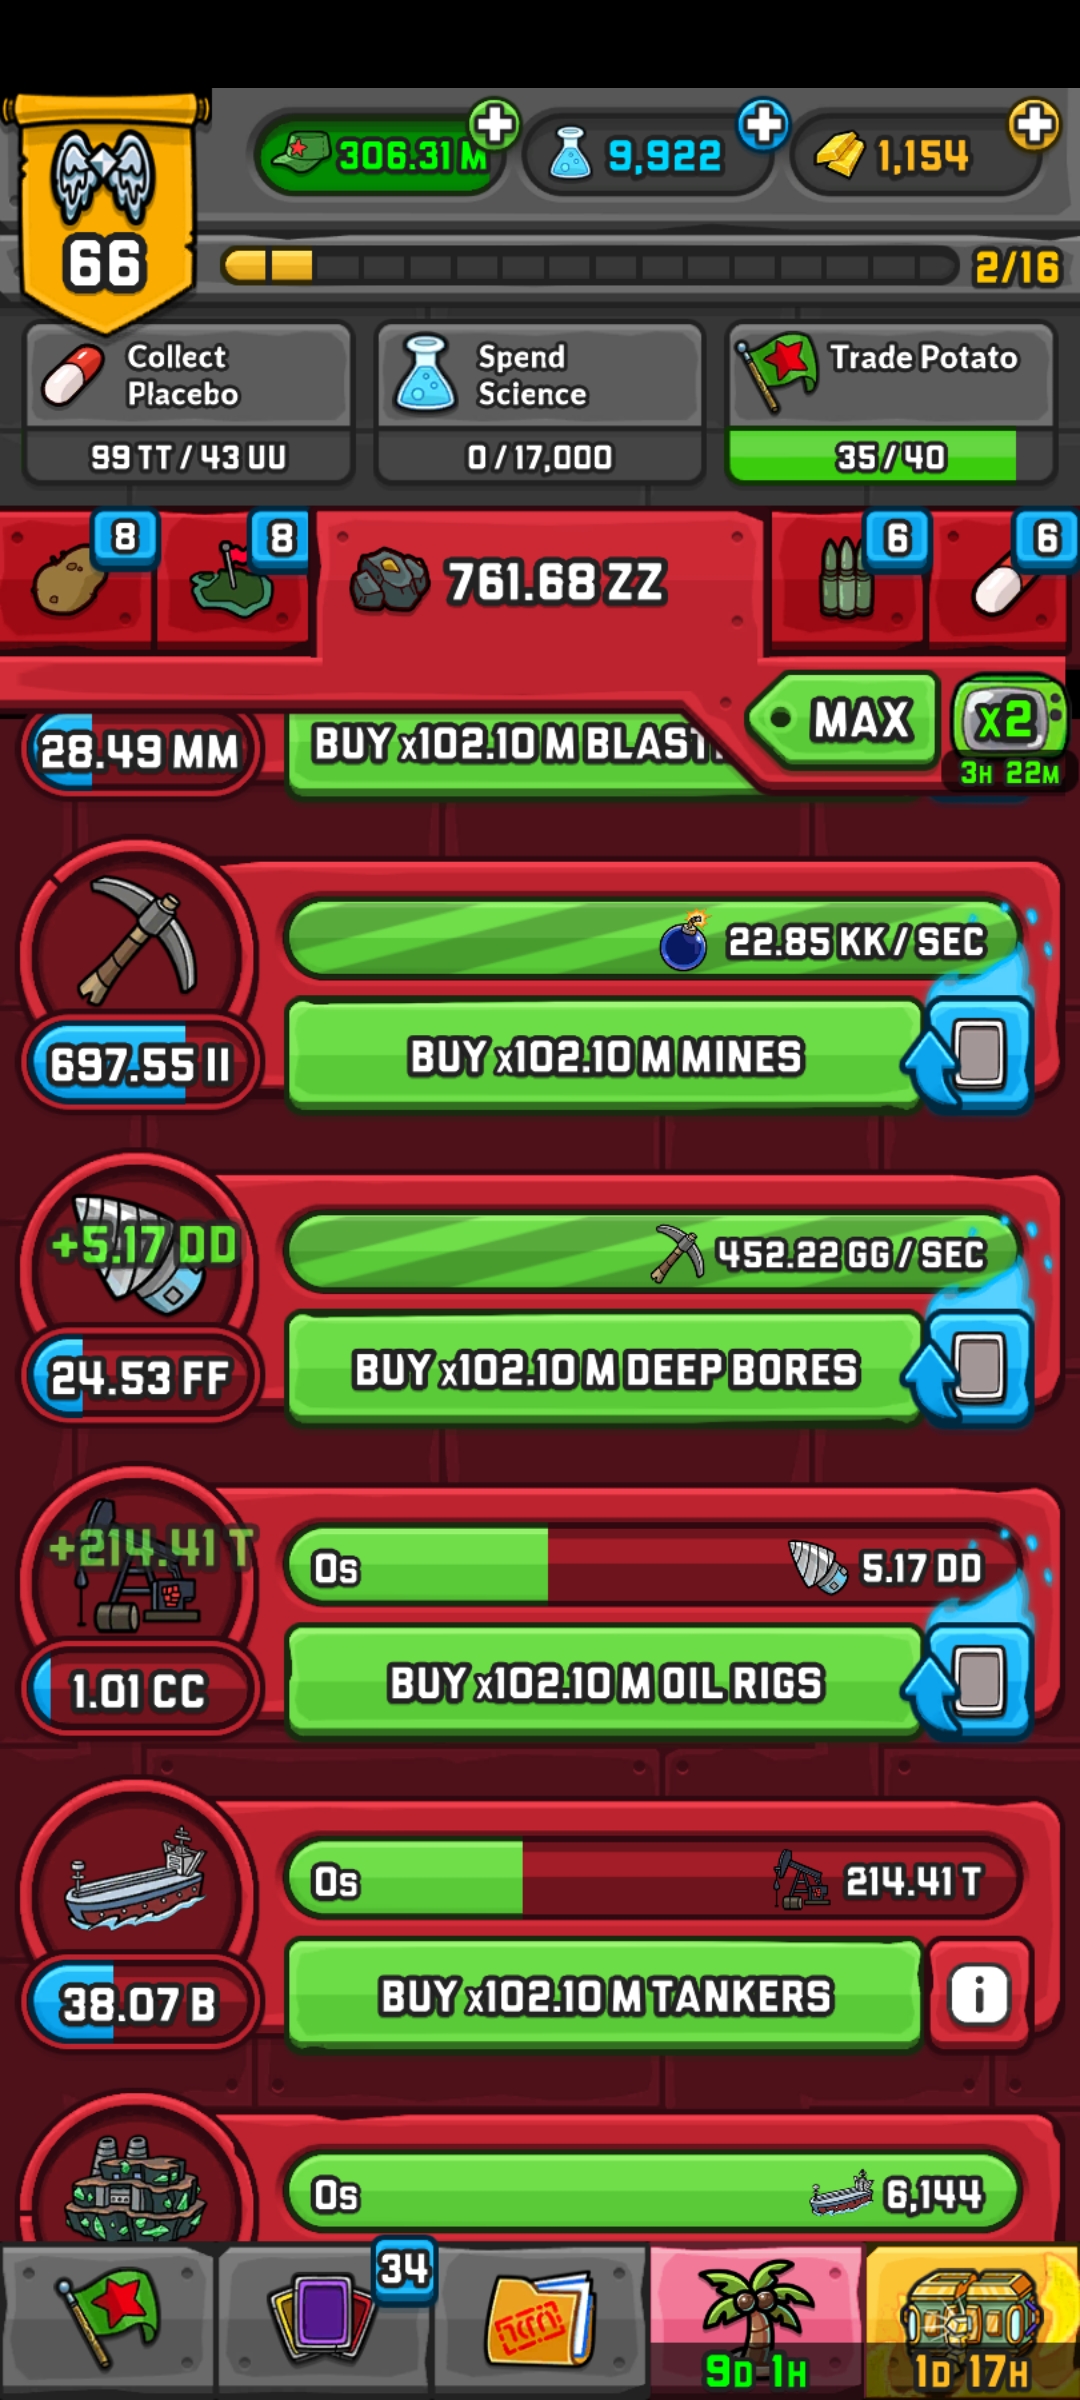 306.31 M
9,922
1,154
66
2/16
Collect
Placebo
Spend
Science
Trade Potato
99 TT / 43 UU
0 / 17,000
35 / 40
8
8
761.68 ZZ
6
6
MAX
x2
3H 22M
28.49 MM
BUY x102.10 M BLAST
22.85 KK / SEC
697.55 II
BUY x102.10 M MINES
+5.17 DD
452.22 GG / SEC
24.53 FF
BUY x102.10 M DEEP BORES
+214.41 T
0s
5.17 DD
1.01 CC
BUY x102.10 M OIL RIGS
0s
214.41 T
38.07 B
BUY x102.10 M TANKERS
i
0s
6,144
34
9D 1H
1D 17H